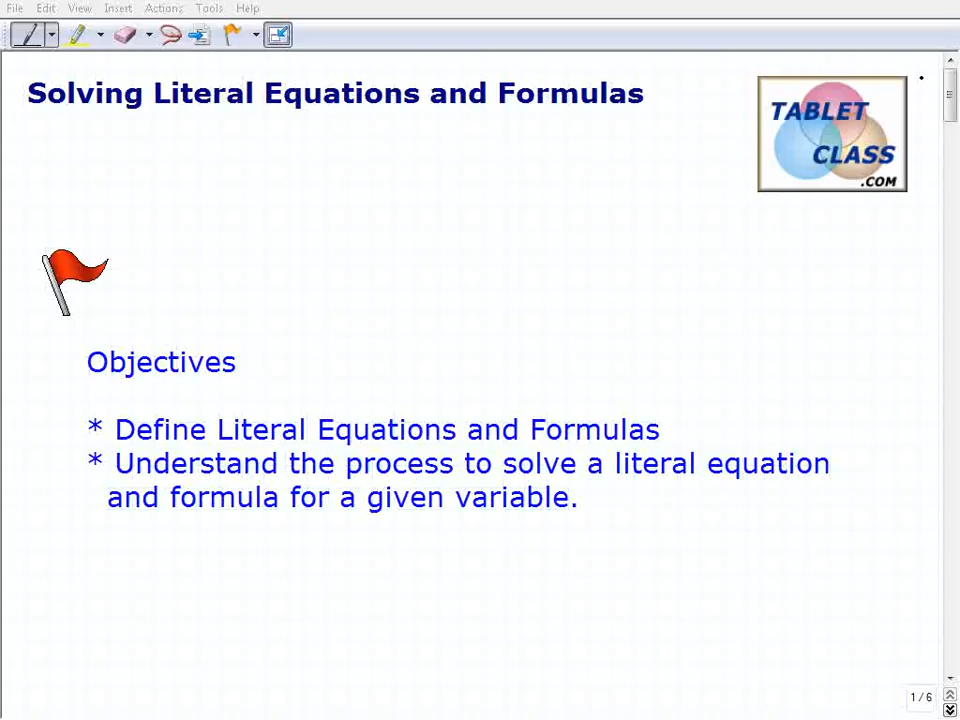 File Edit View Insert Actions Tools Help
Solving Literal Equations and Formulas
TABLET
CLASS
.COM
Objectives
* Define Literal Equations and Formulas
* Understand the process to solve a literal equation
and formula for a given variable.
1 / 6